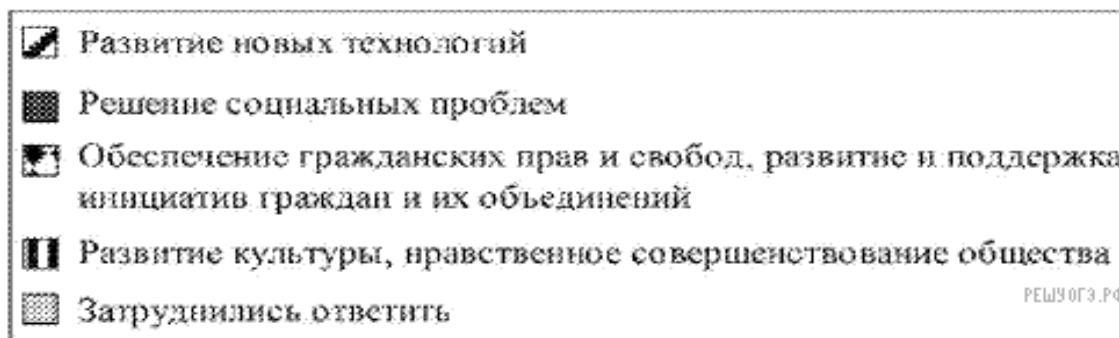 Развитие новых технологий
Решение социальных проблем
Обеспечение гражданских прав и свобод, развитие и поддержка
инициатив граждан и их объединений
Развитие культуры, нравственное совершенствование общества
РЕШУОГЭ.РФ
Затруднились ответить